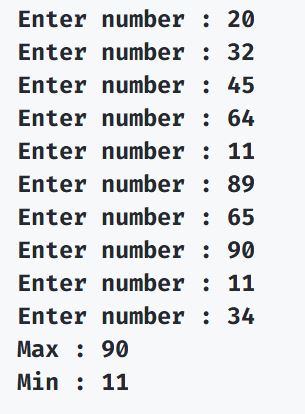 Enter number : 20
Enter number : 32
Enter number : 45
Enter number : 64
Enter number : 11
Enter number : 89
Enter number : 65
Enter number : 90
Enter number : 11
Enter number : 34
Max : 90
Min : 11